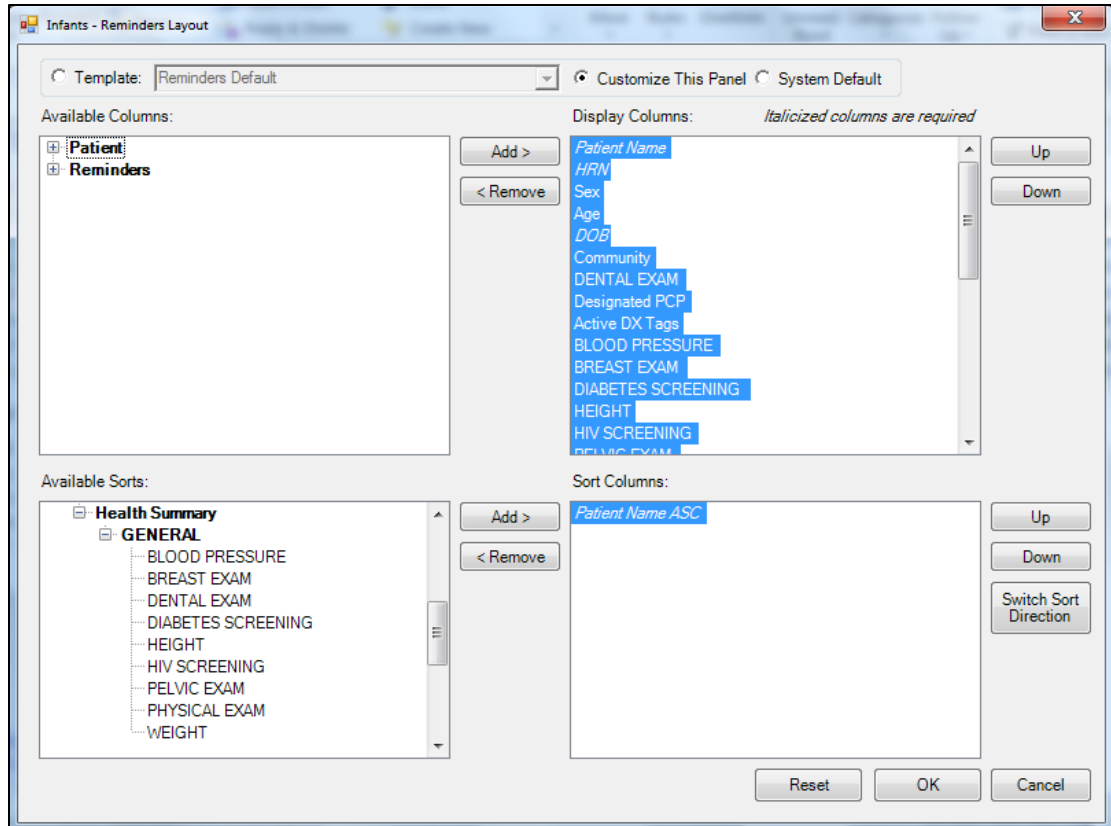 Infants - Reminders Layout
Template: Reminders Default Customize This Panel System Default
Available Columns:
Patient
Reminders
Add >
< Remove
Display Columns: Italicized columns are required
Patient Name
HRN
Sex
Age
DOB
Community
DENTAL EXAM
Designated PCP
Active DX Tags
BLOOD PRESSURE
BREAST EXAM
DIABETES SCREENING
HEIGHT
HIV SCREENING
PELVIC EXAM
Up
Down
Available Sorts:
Health Summary
GENERAL
BLOOD PRESSURE
BREAST EXAM
DENTAL EXAM
DIABETES SCREENING
HEIGHT
HIV SCREENING
PELVIC EXAM
PHYSICAL EXAM
WEIGHT
Add >
< Remove
Sort Columns:
Patient Name ASC
Up
Down
Switch Sort
Direction
Reset OK Cancel